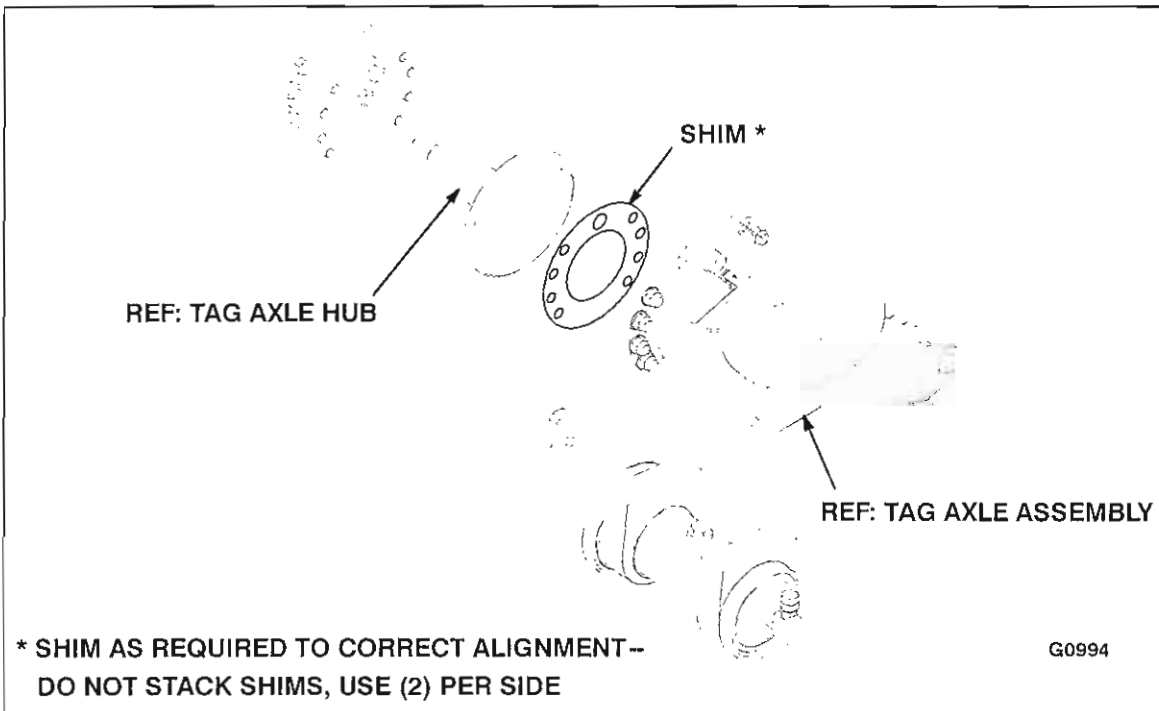 SHIM *
REF: TAG AXLE HUB
REF: TAG AXLE ASSEMBLY
* SHIM AS REQUIRED TO CORRECT ALIGNMENT--
DO NOT STACK SHIMS, USE (2) PER SIDE
G0994